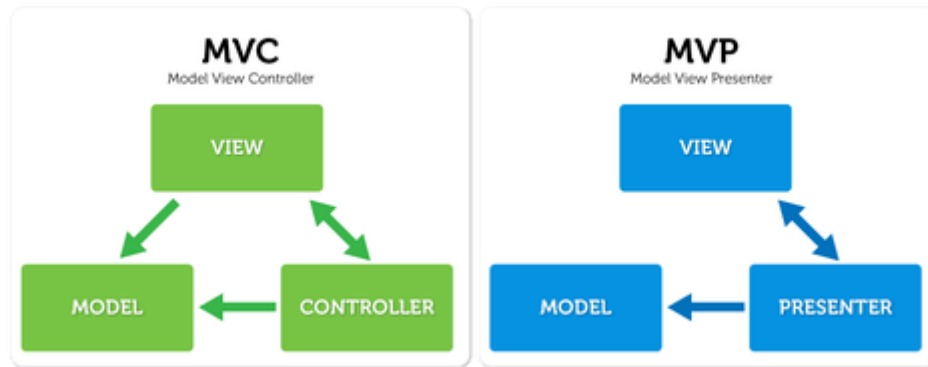 MVC
Model View Controller
VIEW
MODEL
CONTROLLER
MVP
Model View Presenter
VIEW
MODEL
PRESENTER